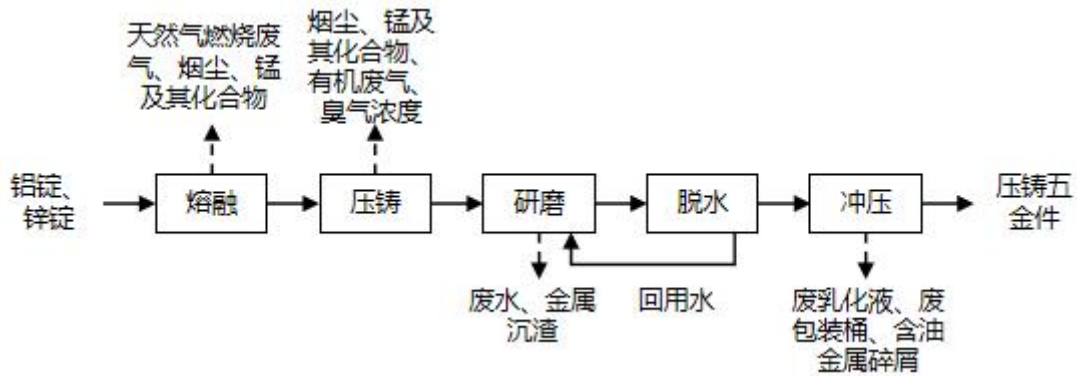 天然气燃烧废
气、烟尘、锰
及其化合物
烟尘、锰及
其化合物、
有机废气、
臭气浓度
铝锭、
锌锭
熔融
压铸
研磨
脱水
冲压
压铸五
金件
废水、金属
沉渣
回用水
废乳化液、废
包装桶、含油
金属碎屑